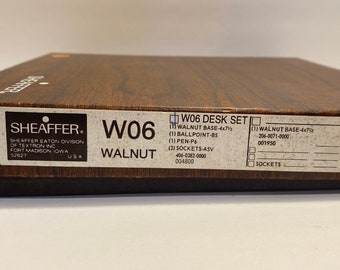 SHEAFFER
SHEAFFER®
SHEAFFER EATON DIVISION
OF TEXTRON INC.
FORT MADISON IOWA
52627 U S A
W06
WALNUT
W06 DESK SET
(1) WALNUT BASE-4x7½
(1) BALLPOINT-B5
(1) PEN-P6
(2) SOCKETS-ASV
406-0382-0800
004800
(1) WALNUT BASE-4x7½
206-0071-0000
001950
SOCKETS